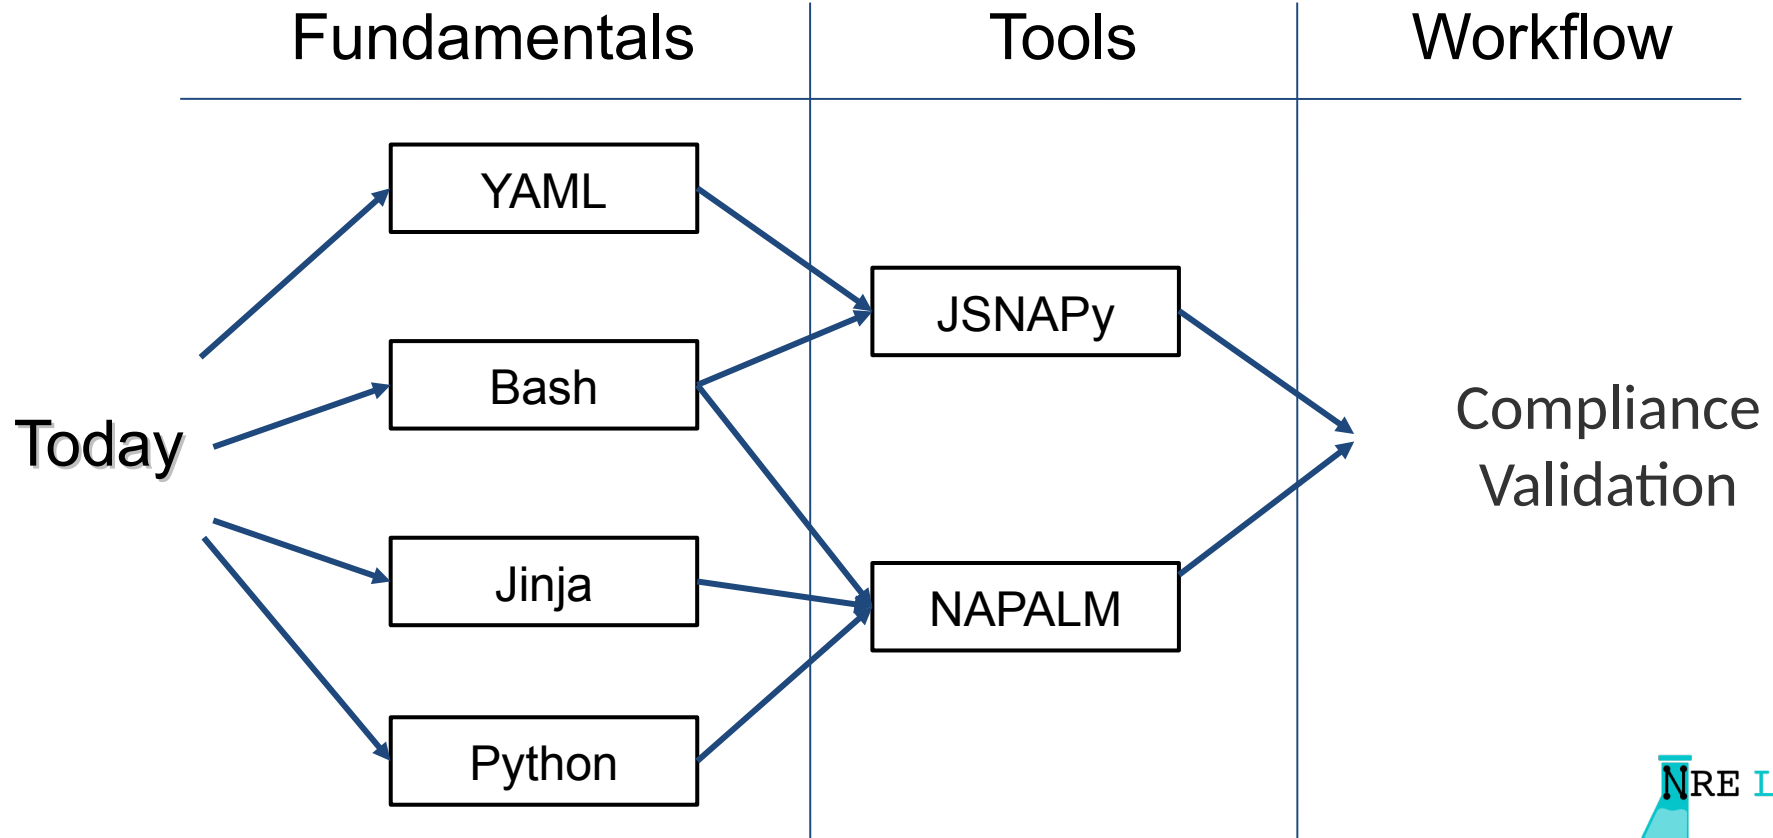 Fundamentals
Tools
Workflow
YAML
JSNAPy
Bash
Today
Compliance
Validation
Jinja
NAPALM
Python
NRE L